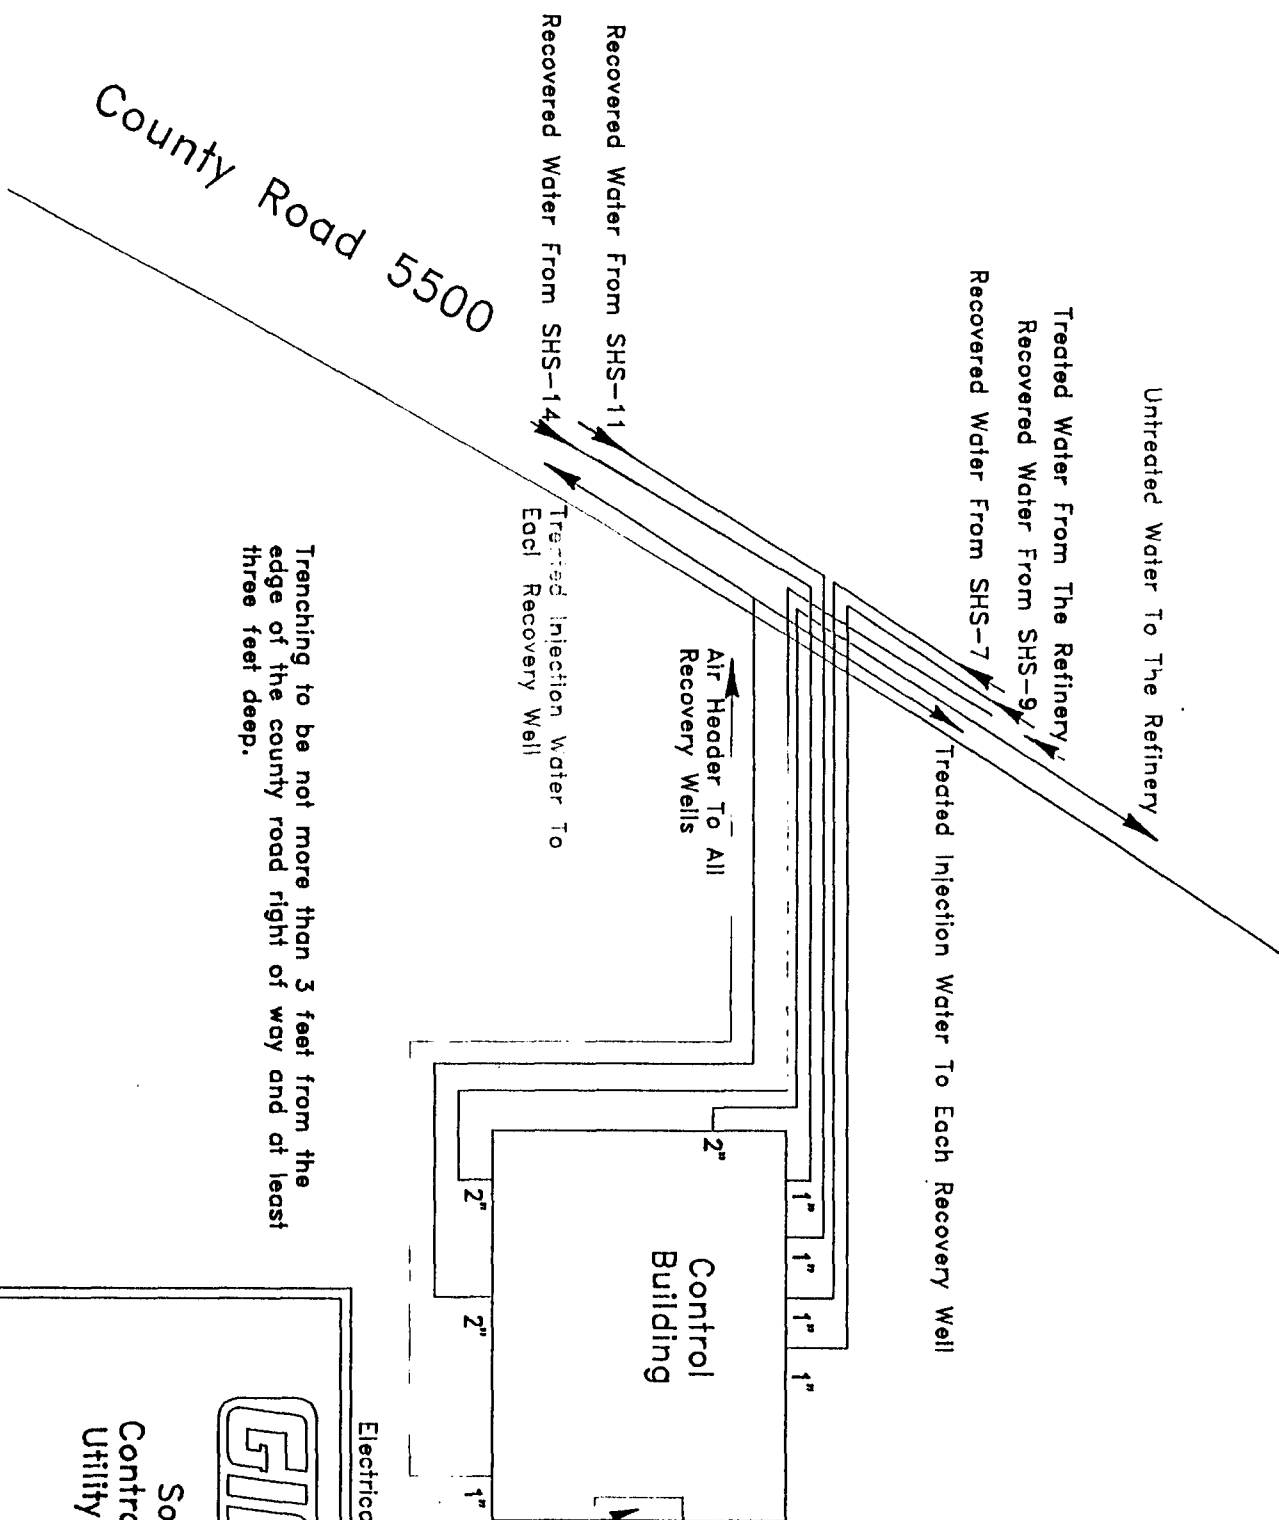 Untreated Water To The Refinery
Treated Water From The Refinery
Recovered Water From SHS-9
Recovered Water From SHS-7
Treated Injection Water To Each Recovery Well
Recovered Water From SHS-11
Recovered Water From SHS-14
County Road 5500
Air Header To All
Recovery Wells
Treated Injection Water To
Eacl Recovery Well
Trenching to be not more than 3 feet from the
edge of the county road right of way and at least
three feet deep.
Control
Building
1"
1"
1"
1"
2"
2"
2"
1"
Electrica
So
Contro
Utility